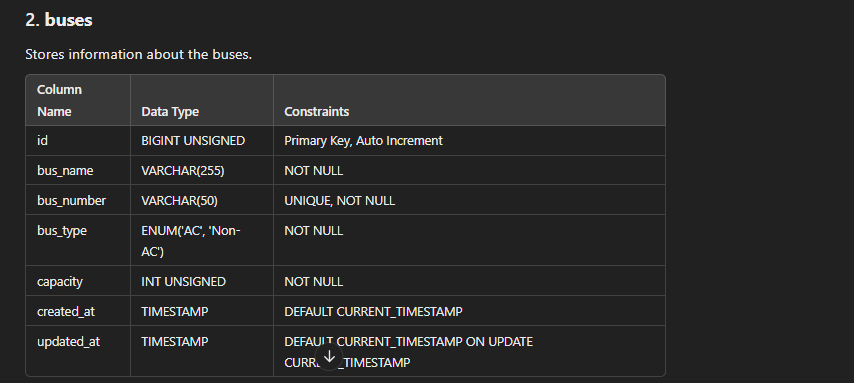 2. buses
Stores information about the buses.
Column
Name Data Type Constraints
id BIGINT UNSIGNED Primary Key, Auto Increment
bus_name VARCHAR(255) NOT NULL
bus_number VARCHAR(50) UNIQUE, NOT NULL
bus_type ENUM('AC', 'Non- NOT NULL
AC')
capacity INT UNSIGNED NOT NULL
created_at TIMESTAMP DEFAULT CURRENT_TIMESTAMP
updated_at TIMESTAMP DEFAULT CURRENT_TIMESTAMP ON UPDATE
CURRENT_TIMESTAMP